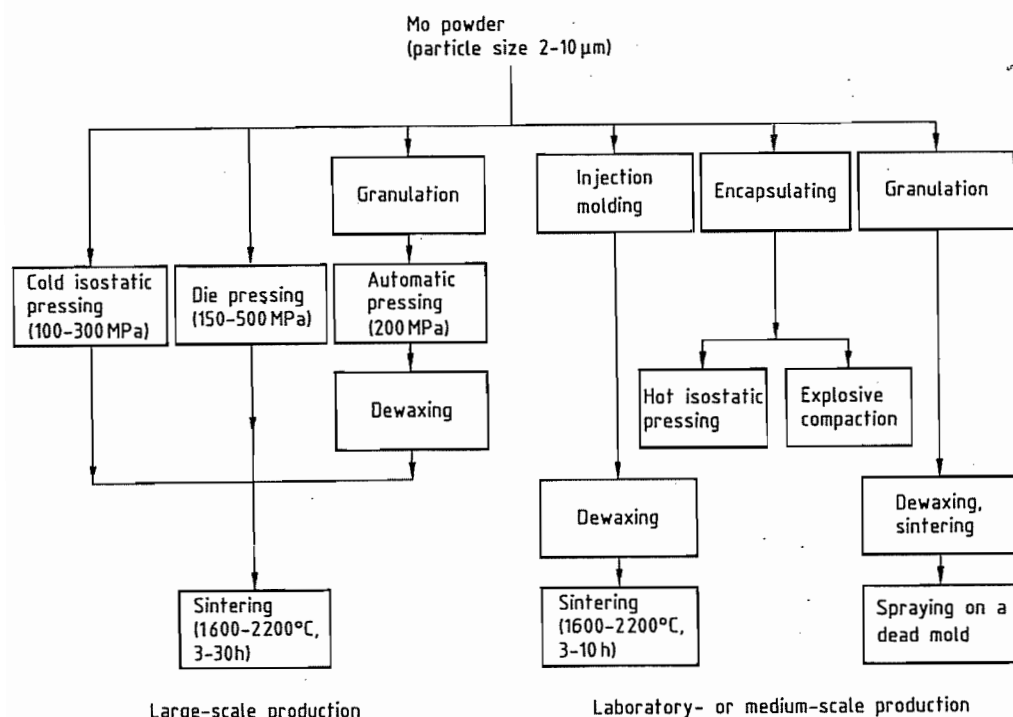 Mo powder
(particle size 2-10 µm)
Granulation
Injection
molding
Encapsulating
Granulation
Cold isostatic
pressing
(100-300 MPa)
Die pressing
(150-500 MPa)
Automatic
pressing
(200 MPa)
Hot isostatic
pressing
Explosive
compaction
Dewaxing
Dewaxing
Dewaxing,
sintering
Sintering
(1600-2200°C,
3-30h)
Sintering
(1600-2200°C,
3-10h)
Spraying on a
dead mold
Large-scale production
Laboratory- or medium-scale production